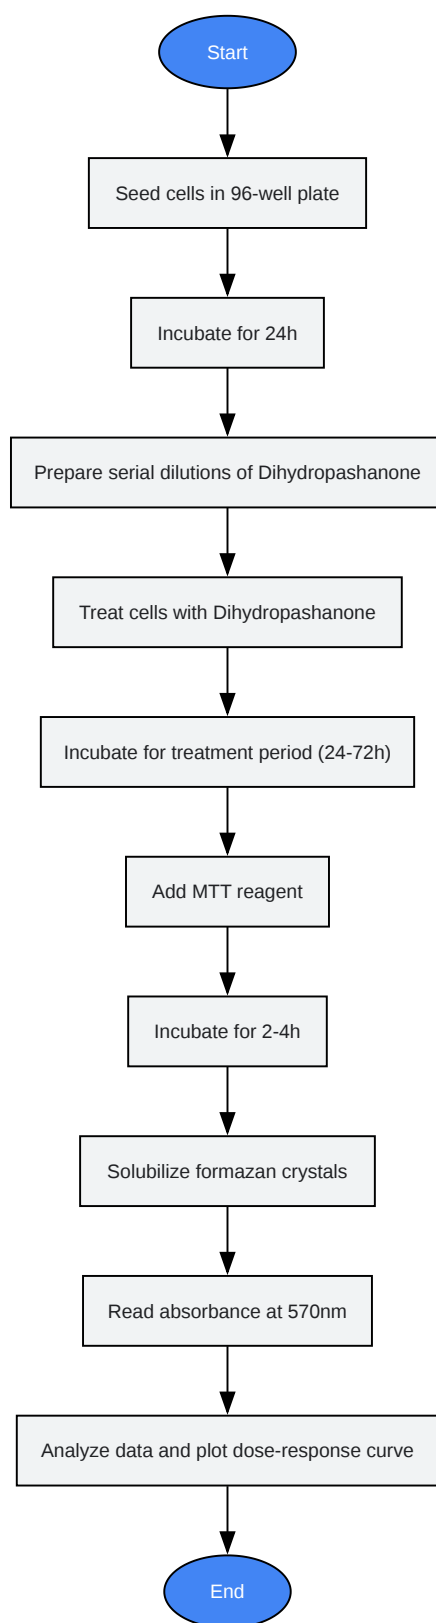 Start
Seed cells in 96-well plate
Incubate for 24h
Prepare serial dilutions of Dihydropashanone
Treat cells with Dihydropashanone
Incubate for treatment period (24-72h)
Add MTT reagent
Incubate for 2-4h
Solubilize formazan crystals
Read absorbance at 570nm
Analyze data and plot dose-response curve
End